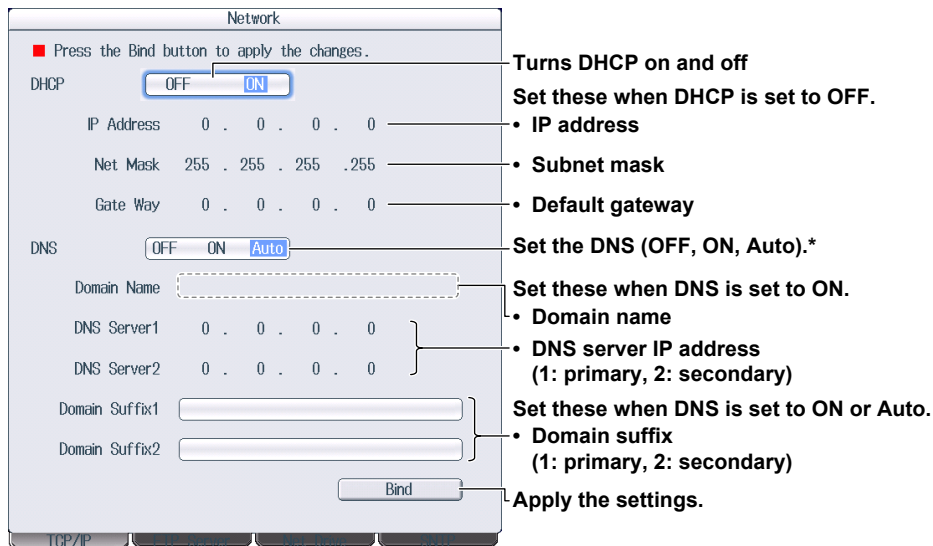 Network
Press the Bind button to apply the changes.
DHCP OFF ON
IP Address 0 . 0 . 0 . 0
Net Mask 255 . 255 . 255 .255
Gate Way 0 . 0 . 0 . 0
DNS OFF ON Auto
Domain Name
DNS Server1 0 . 0 . 0 . 0
DNS Server2 0 . 0 . 0 . 0
Domain Suffix1
Domain Suffix2
Bind
TCP/IP
Turns DHCP on and off
Set these when DHCP is set to OFF.
• IP address
• Subnet mask
• Default gateway
Set the DNS (OFF, ON, Auto).*
Set these when DNS is set to ON.
• Domain name
• DNS server IP address
(1: primary, 2: secondary)
Set these when DNS is set to ON or Auto.
• Domain suffix
(1: primary, 2: secondary)
Apply the settings.